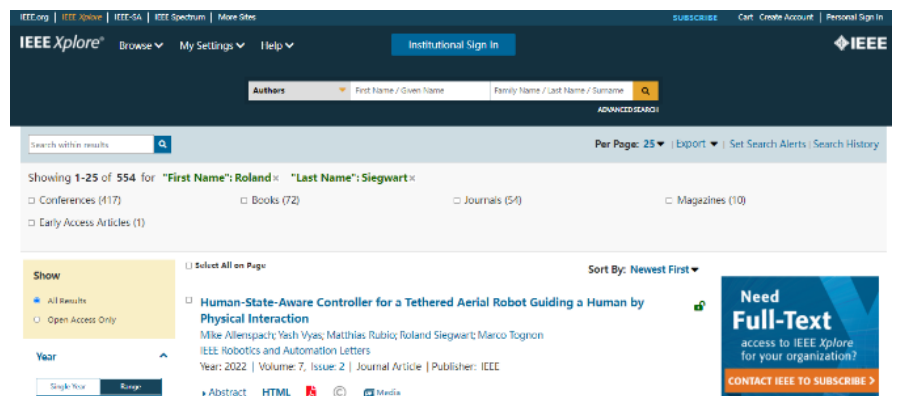 IEEE.org | IEEE Xplore | IEEE-SA | IEEE Spectrum | More Sites SUBSCRIBE Cart Create Account | Personal Sign In
IEEE Xplore® Browse My Settings Help Institutional Sign In IEEE
Authors First Name / Given Name Family Name / Last Name / Surname
ADVANCED SEARCH
Search within results Per Page: 25 | Export | Set Search Alerts | Search History
Showing 1-25 of 554 for "First Name": Roland × "Last Name": Siegwart ×
Conferences (417) Books (72) Journals (54) Magazines (10)
Early Access Articles (1)
Show
All Results
Open Access Only
Year
Single Year Range
Select All on Page Sort By: Newest First
Human-State-Aware Controller for a Tethered Aerial Robot Guiding a Human by
Physical Interaction
Mike Allenspach; Yash Vyas; Matthias Rubio; Roland Siegwart; Marco Tognon
IEEE Robotics and Automation Letters
Year: 2022 | Volume: 7, Issue: 2 | Journal Article | Publisher: IEEE
Abstract HTML © Media
Need
Full-Text
access to IEEE Xplore
for your organization?
CONTACT IEEE TO SUBSCRIBE >